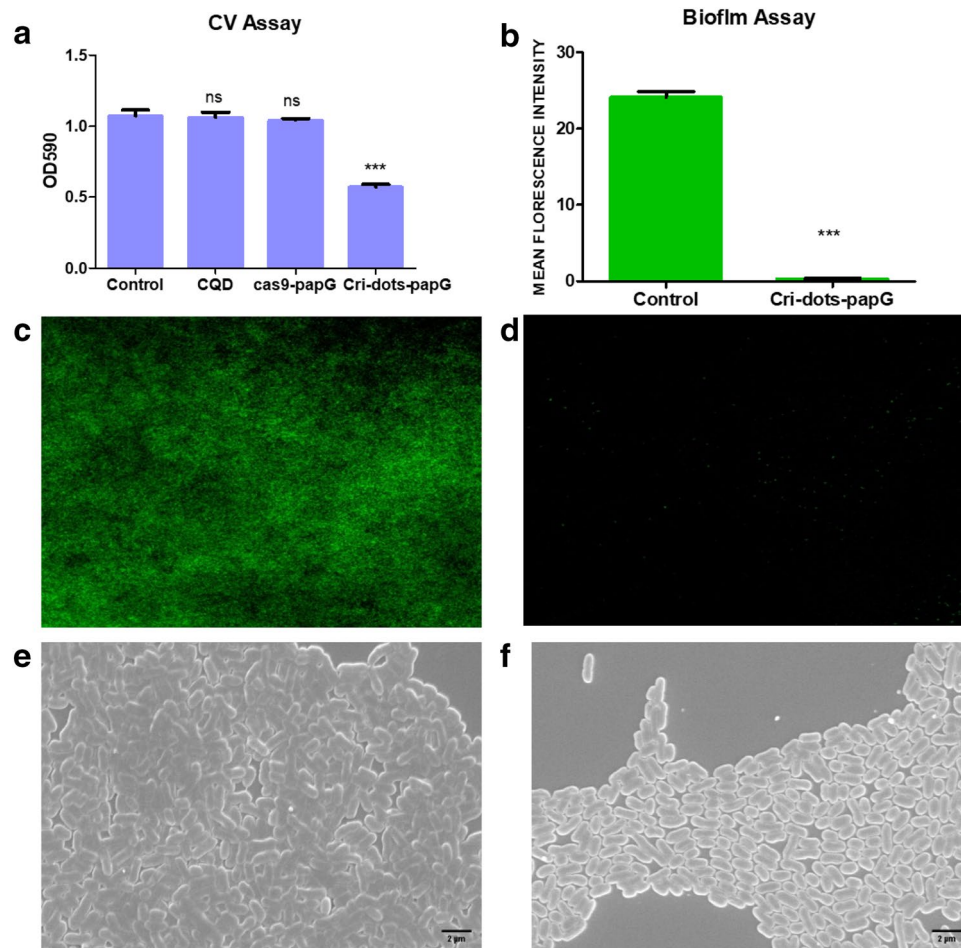 a
CV Assay
1.5
1.0
0.5
0.0
OD590
ns
ns
***
Control
CQD
cas9-papG
Cri-dots-papG
b
Bioflm Assay
30
20
10
0
MEAN FLORESCENCE INTENSITY
***
Control
Cri-dots-papG
c
d
e
2 µm
f
2 µm